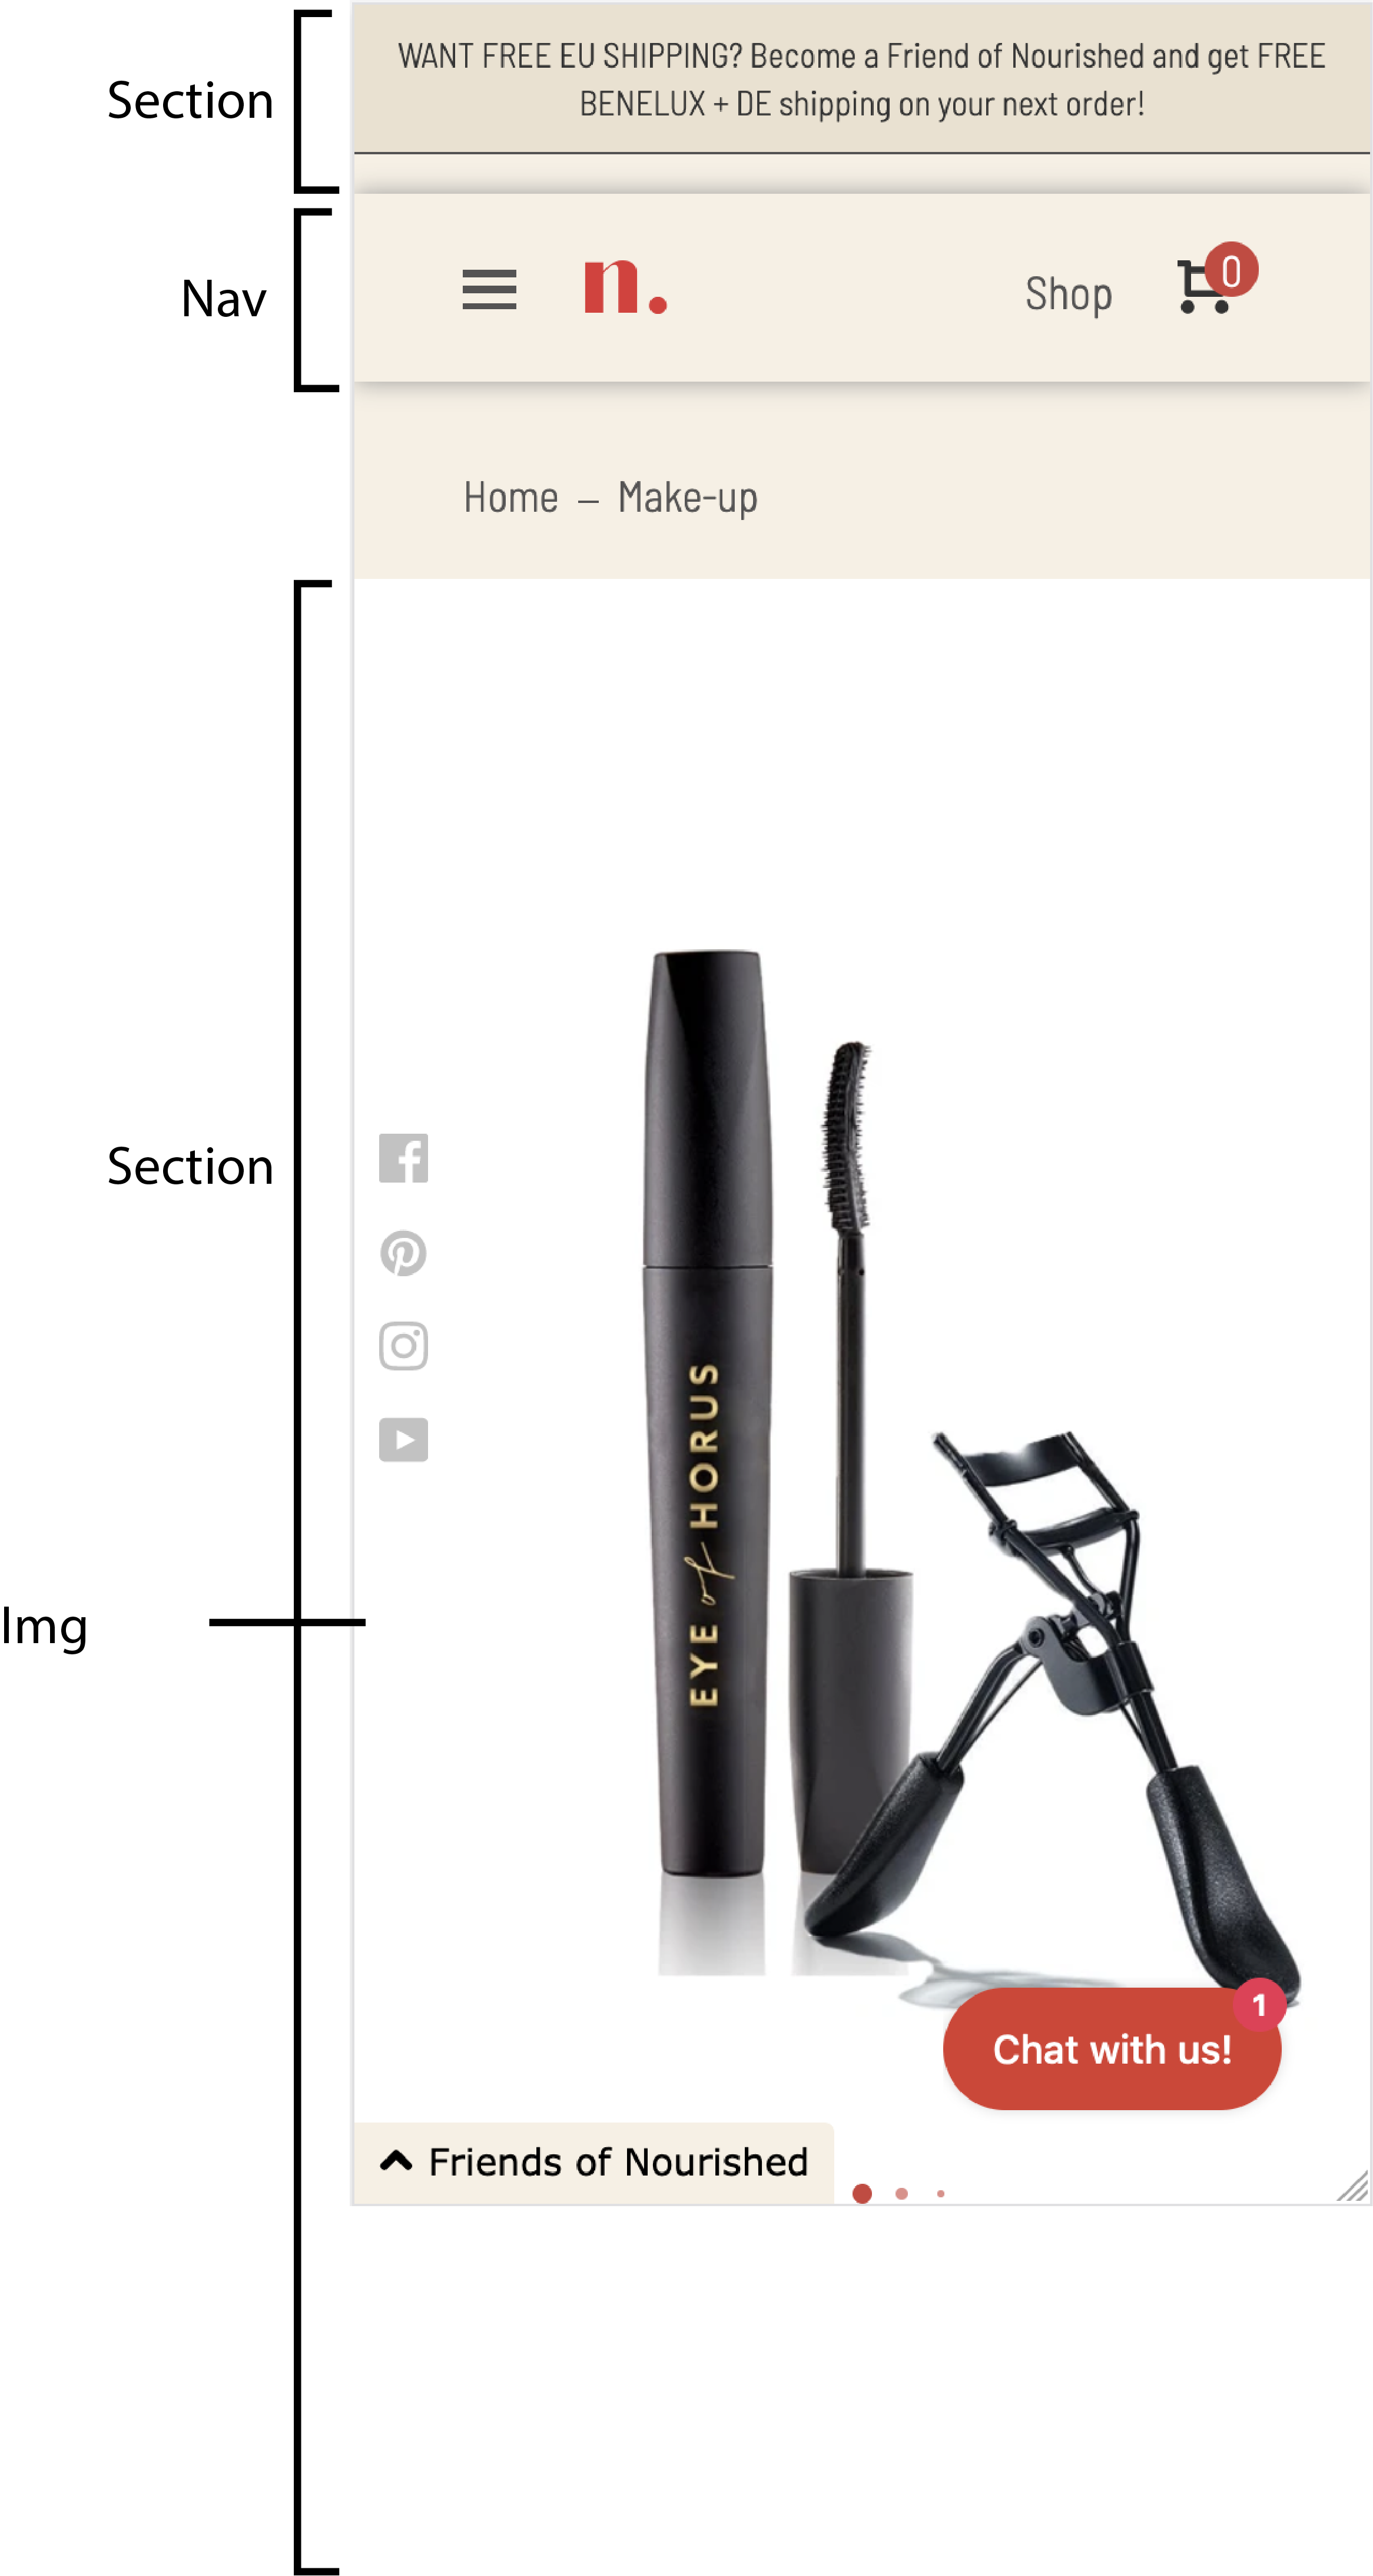 Section
WANT FREE EU SHIPPING? Become a Friend of Nourished and get FREE
BENELUX + DE shipping on your next order!
Nav
n.
Shop
0
Home – Make-up
Section
EYE of HORUS
Img
1
Chat with us!
Friends of Nourished